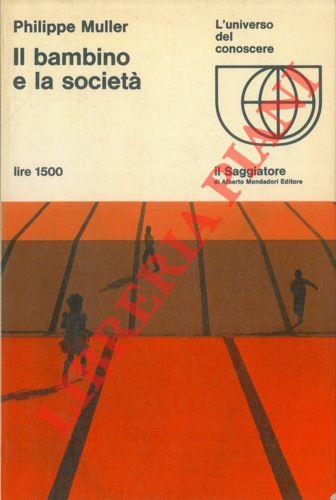 Philippe Muller
Il bambino
e la società
lire 1500
L'universo
del
conoscere
Il Saggiatore
di Alberto Mondadori Editore
LIBRERIA PIANI